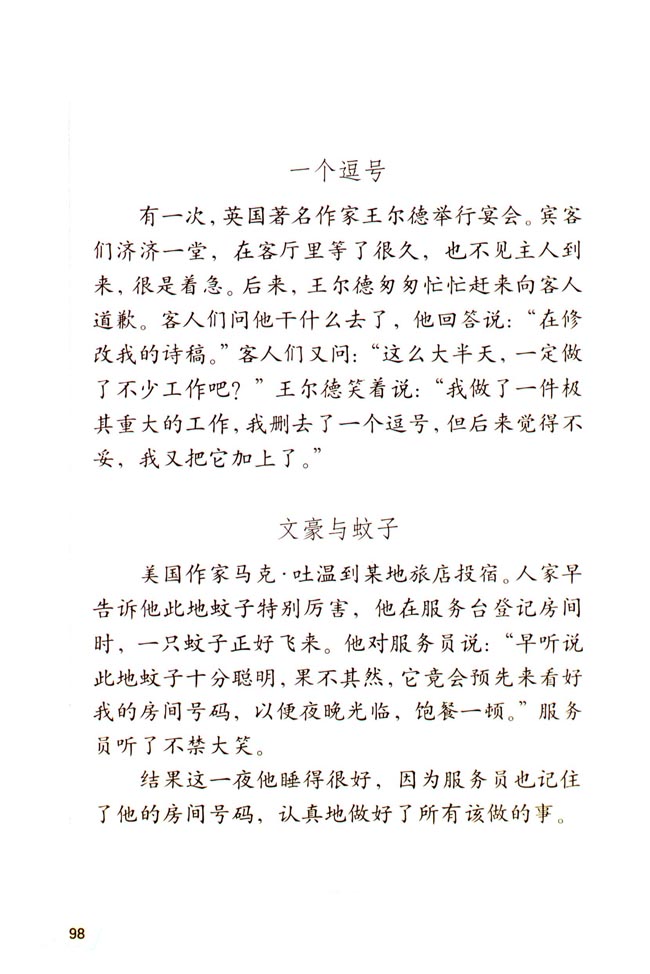 一个逗号
有一次，英国著名作家王尔德举行宴会。宾客
们济济一堂，在客厅里等了很久，也不见主人到
来，很是着急。后来，王尔德匆匆忙忙赶来向客人
道歉。客人们问他干什么去了，他回答说：“在修
改我的诗稿。”客人们又问：“这么大半天，一定做
了不少工作吧？”王尔德笑着说：“我做了一件极
其重大的工作，我删去了一个逗号，但后来觉得不
妥，我又把它加上了。”
文豪与蚊子
美国作家马克·吐温到某地旅店投宿。人家早
告诉他此地蚊子特别厉害，他在服务台登记房间
时，一只蚊子正好飞来。他对服务员说：“早听说
此地蚊子十分聪明，果不其然，它竟会预先来看好
我的房间号码，以便夜晚光临，饱餐一顿。”服务
员听了不禁大笑。
结果这一夜他睡得很好，因为服务员也记住
了他的房间号码，认真地做好了所有该做的事。
98